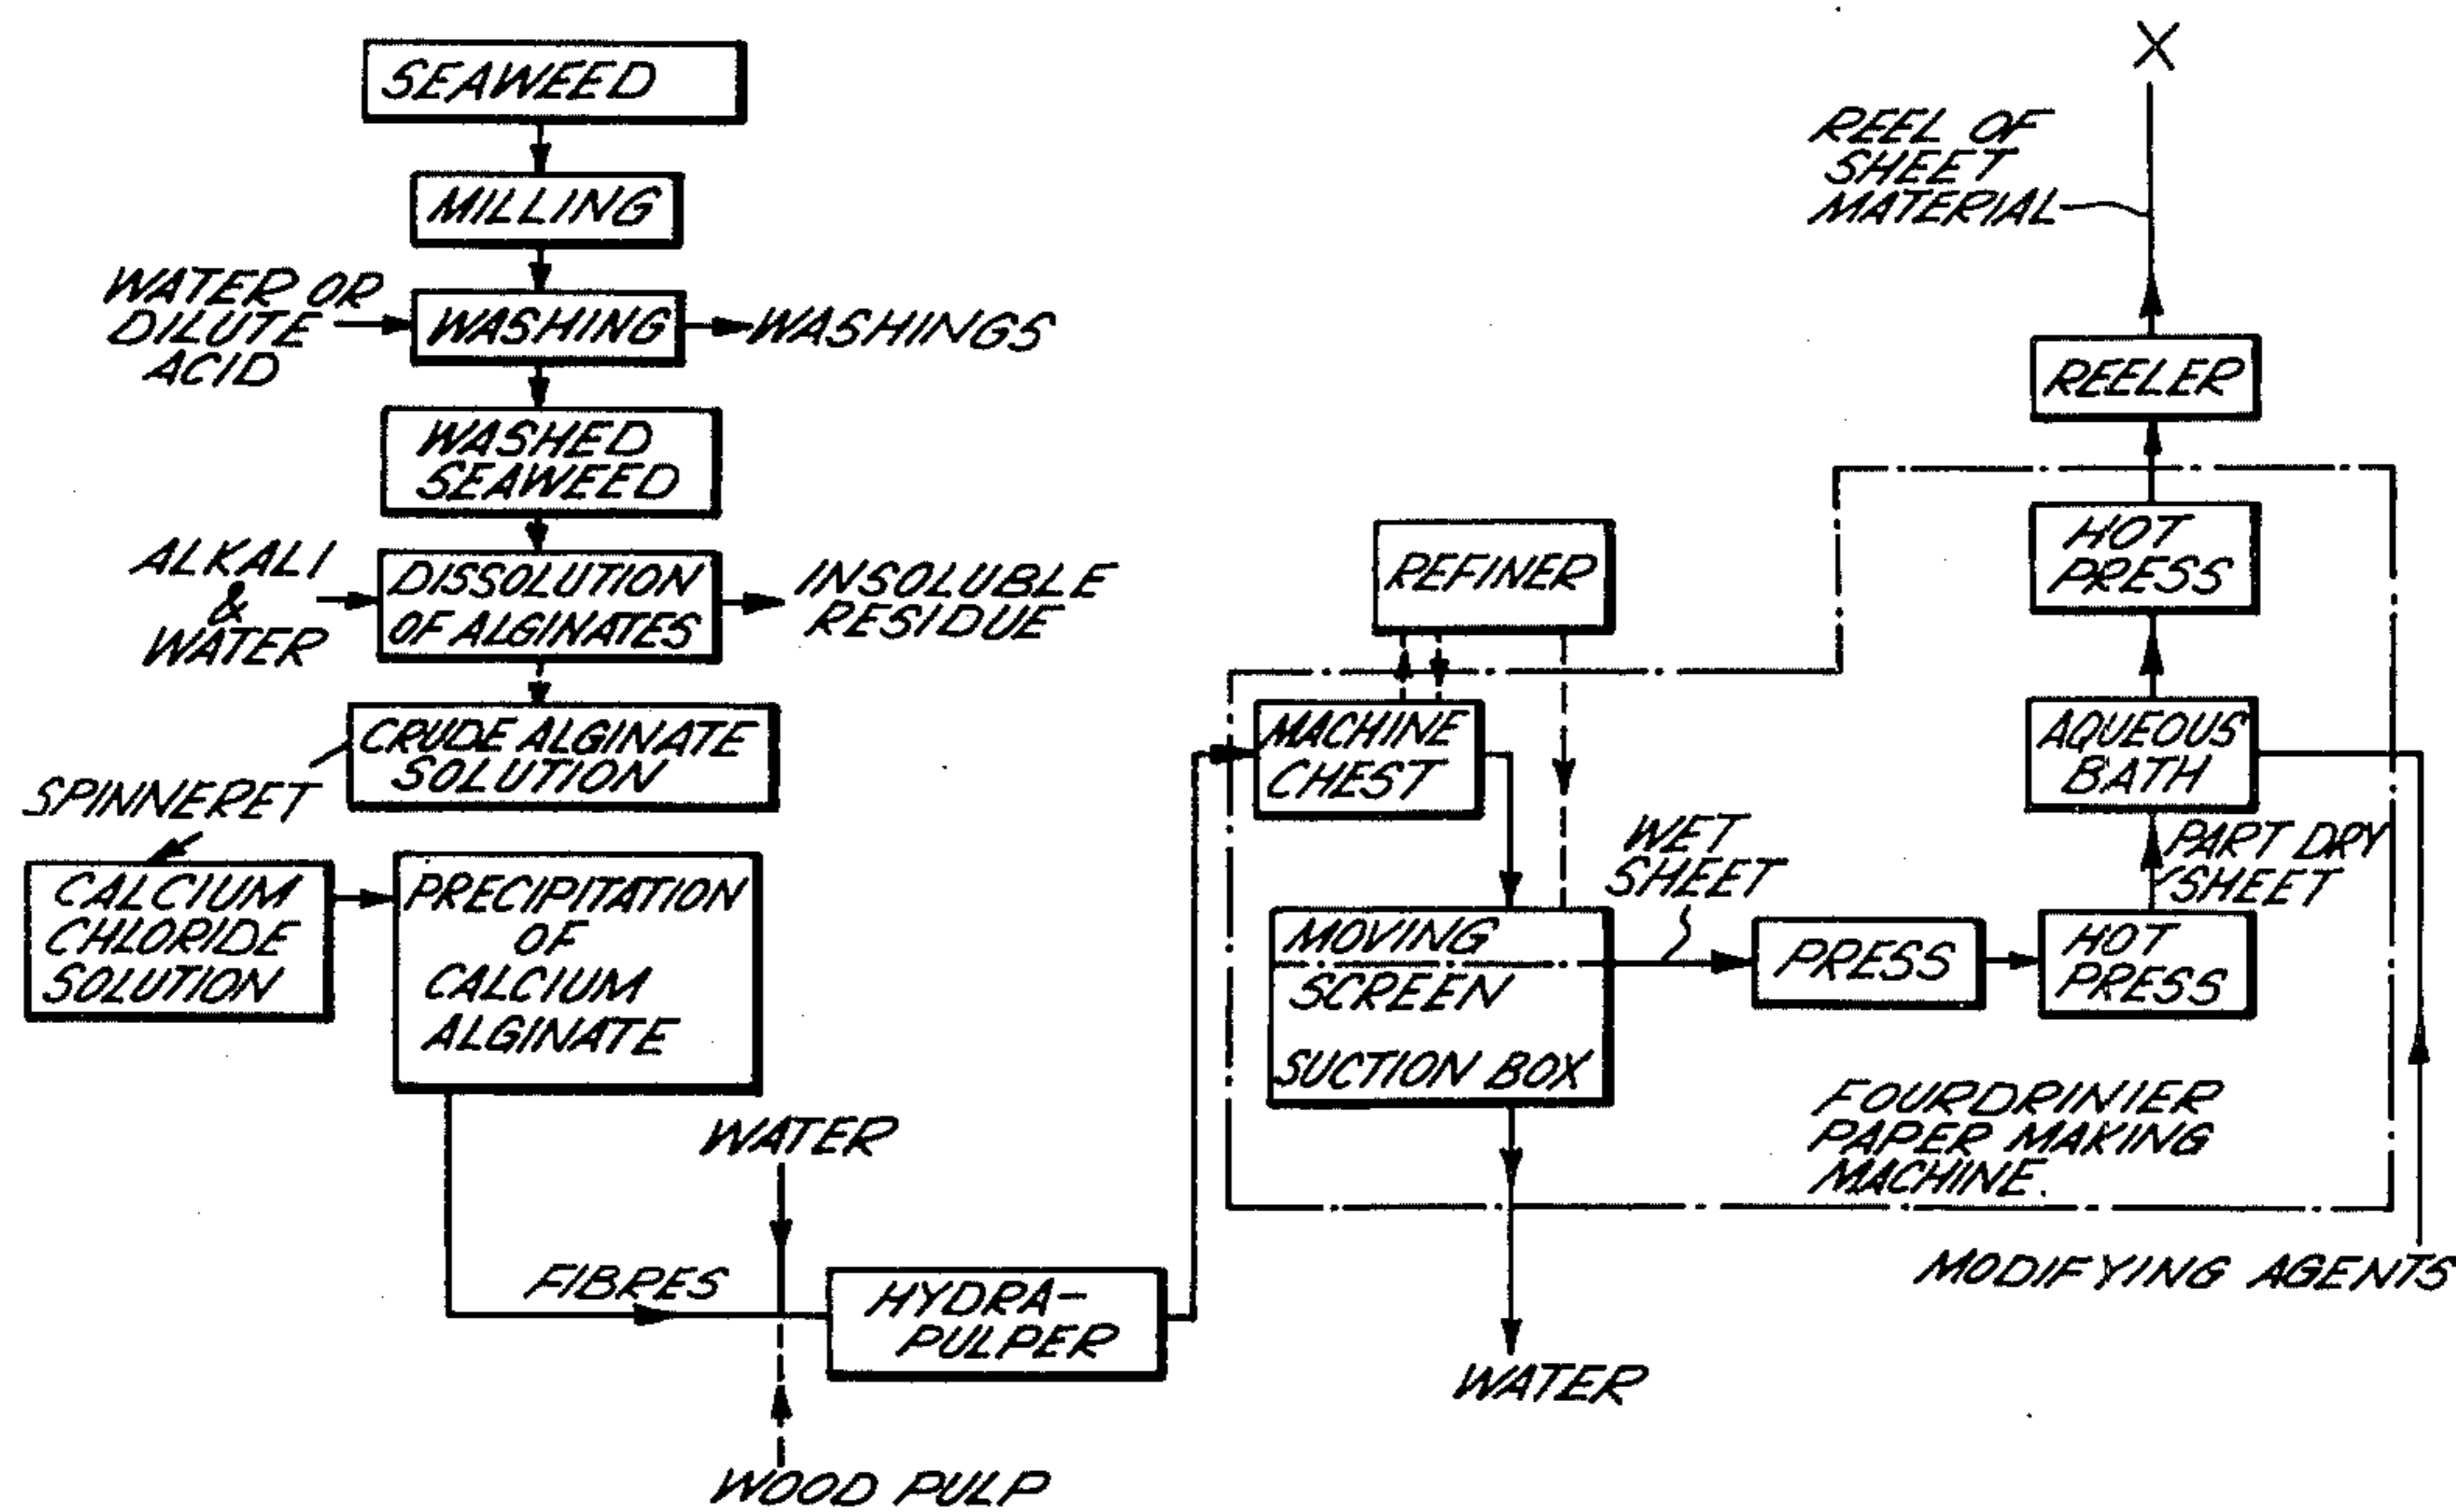 SEAWEED
MILLING
WATER OR
DILUTE
ACID
WASHING
WASHINGS
WASHED
SEAWEED
ALKALI
&
WATER
DISSOLUTION
OF ALGINATES
INSOLUBLE
RESIDUE
CRUDE ALGINATE
SOLUTION
SPINNERET
CALCIUM
CHLORIDE
SOLUTION
PRECIPITATION
OF
CALCIUM
ALGINATE
WATER
FIBRES
HYDRA-
PULPER
WOOD PULP
REFINER
MACHINE
CHEST
MOVING
SCREEN
SUCTION BOX
WATER
WET
SHEET
PRESS
HOT
PRESS
PART DRY
SHEET
AQUEOUS
BATH
HOT
PRESS
REELER
REEL OF
SHEET
MATERIAL
X
FOURDRINIER
PAPER MAKING
MACHINE.
MODIFYING AGENTS